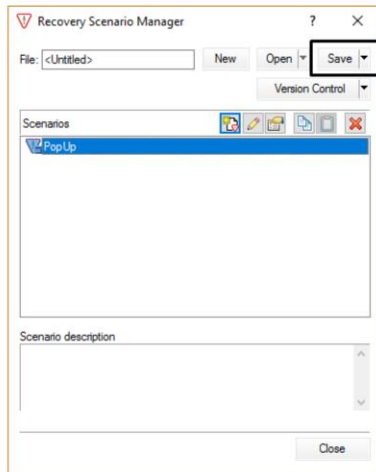 Recovery Scenario Manager ?
File: <Untitled> New Open Save
Version Control
Scenarios
PopUp
Scenario description
Close